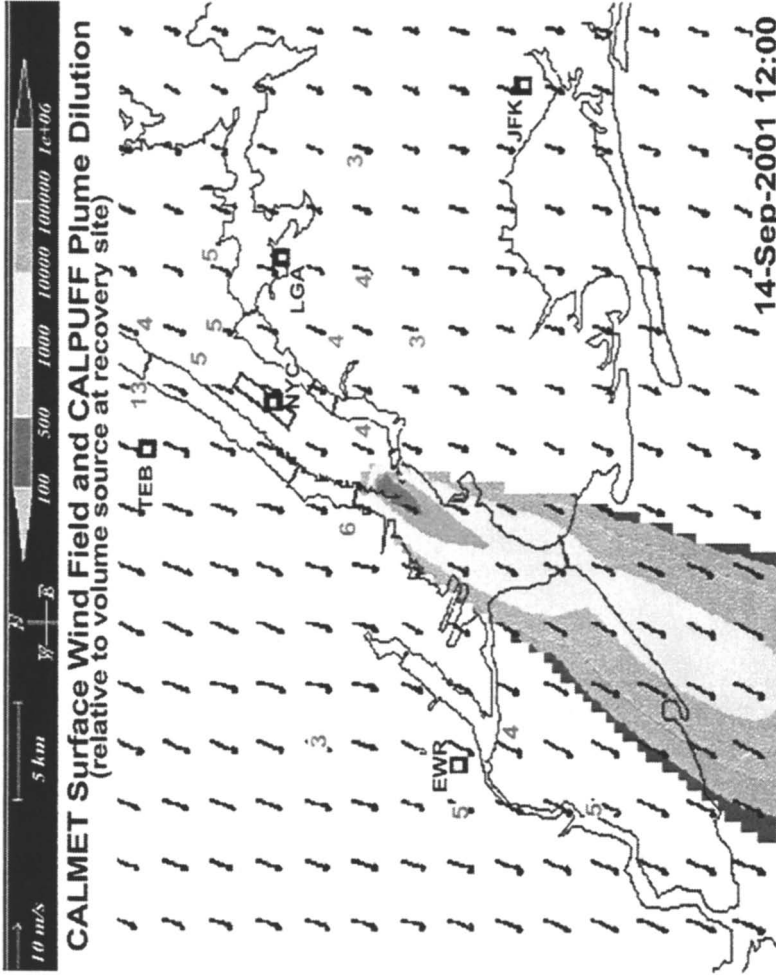 10 m/s 5 km W N E 100 500 1000 10000 100000 1e+06
CALMET Surface Wind Field and CALPUFF Plume Dilution
(relative to volume source at recovery site)
TEB
13
4
5
5
5
NYC
LGA
3
6
4
4
4
3
3
EWR
5
4
JFK
5
14-Sep-2001 12:00